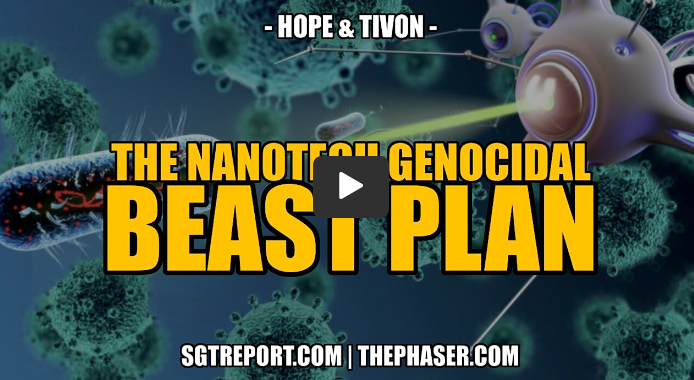 - HOPE & TIVON -
THE NANOTECH GENOCIDAL
BEAST PLAN
SGTREPORT.COM | THEPHASER.COM